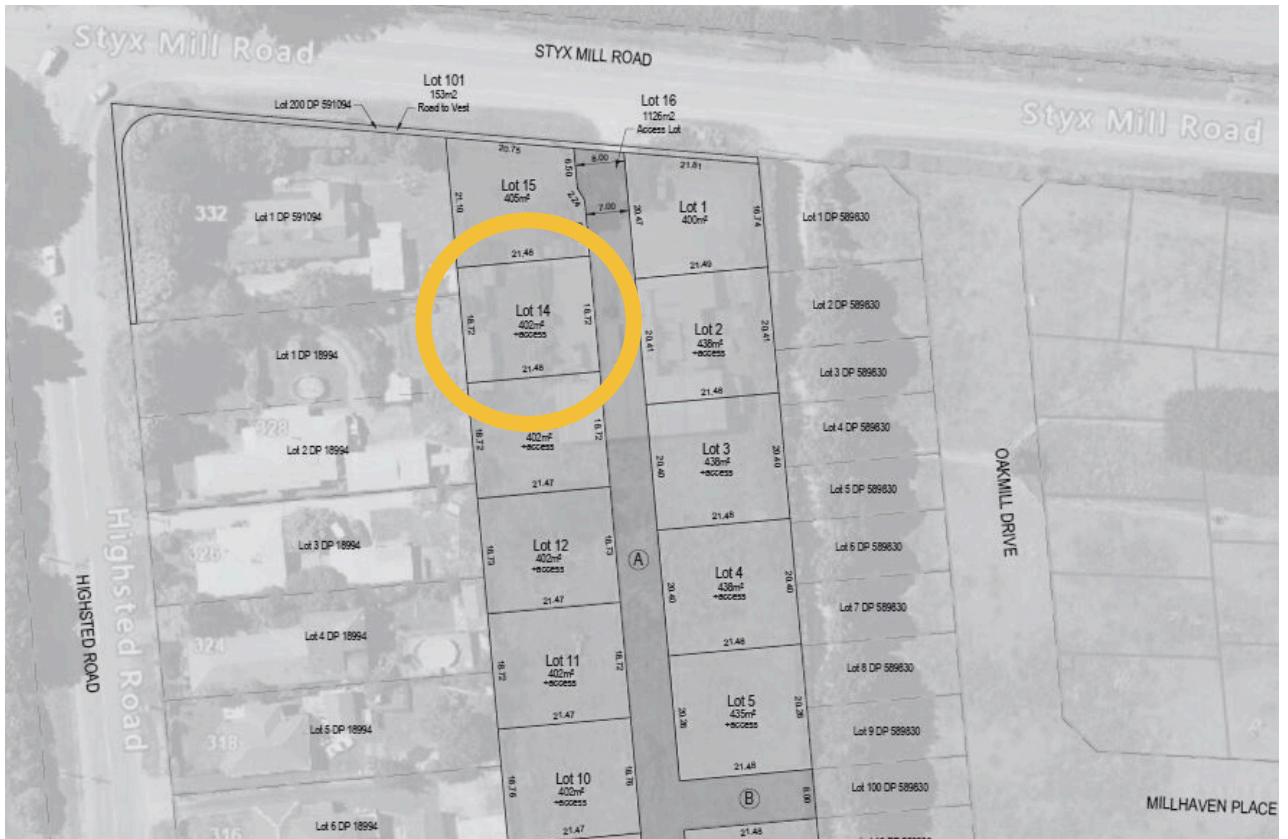 Styx Mill Road
STYX MILL ROAD
Styx Mill Road
Lot 101
153m2
Road to Vest
Lot 200 DP 591094
Lot 16
1126m2
Access Lot
20.75
6.50
8.00
21.81
Lot 15
405m²
21.10
2.24
7.00
20.47
Lot 1
400m²
16.74
332
Lot 1 DP 591094
Lot 1 DP 589830
21.48
21.49
Lot 14
402m²
+access
18.72
18.72
21.48
Lot 2
438m²
+access
20.41
20.41
21.48
Lot 2 DP 589830
Lot 3 DP 589830
Lot 1 DP 18994
328
Lot 2 DP 18994
402m²
+access
18.72
18.72
21.47
Lot 3
438m²
+access
20.40
20.40
21.48
Lot 4 DP 589830
Lot 5 DP 589830
OAKMILL DRIVE
326
Lot 3 DP 18994
Lot 12
402m²
+access
18.73
18.73
21.47
A
Lot 4
438m²
+access
20.40
20.40
21.48
Lot 6 DP 589830
Lot 7 DP 589830
HIGHSTED ROAD
Highsted Road
324
Lot 4 DP 18994
Lot 11
402m²
+access
18.72
18.72
21.47
Lot 5
435m²
+access
20.26
20.26
21.48
Lot 8 DP 589830
Lot 9 DP 589830
318
Lot 5 DP 18994
Lot 10
402m²
+access
18.76
18.76
21.47
B
8.00
Lot 100 DP 589830
MILLHAVEN PLACE
316
Lot 6 DP 18994
21.48